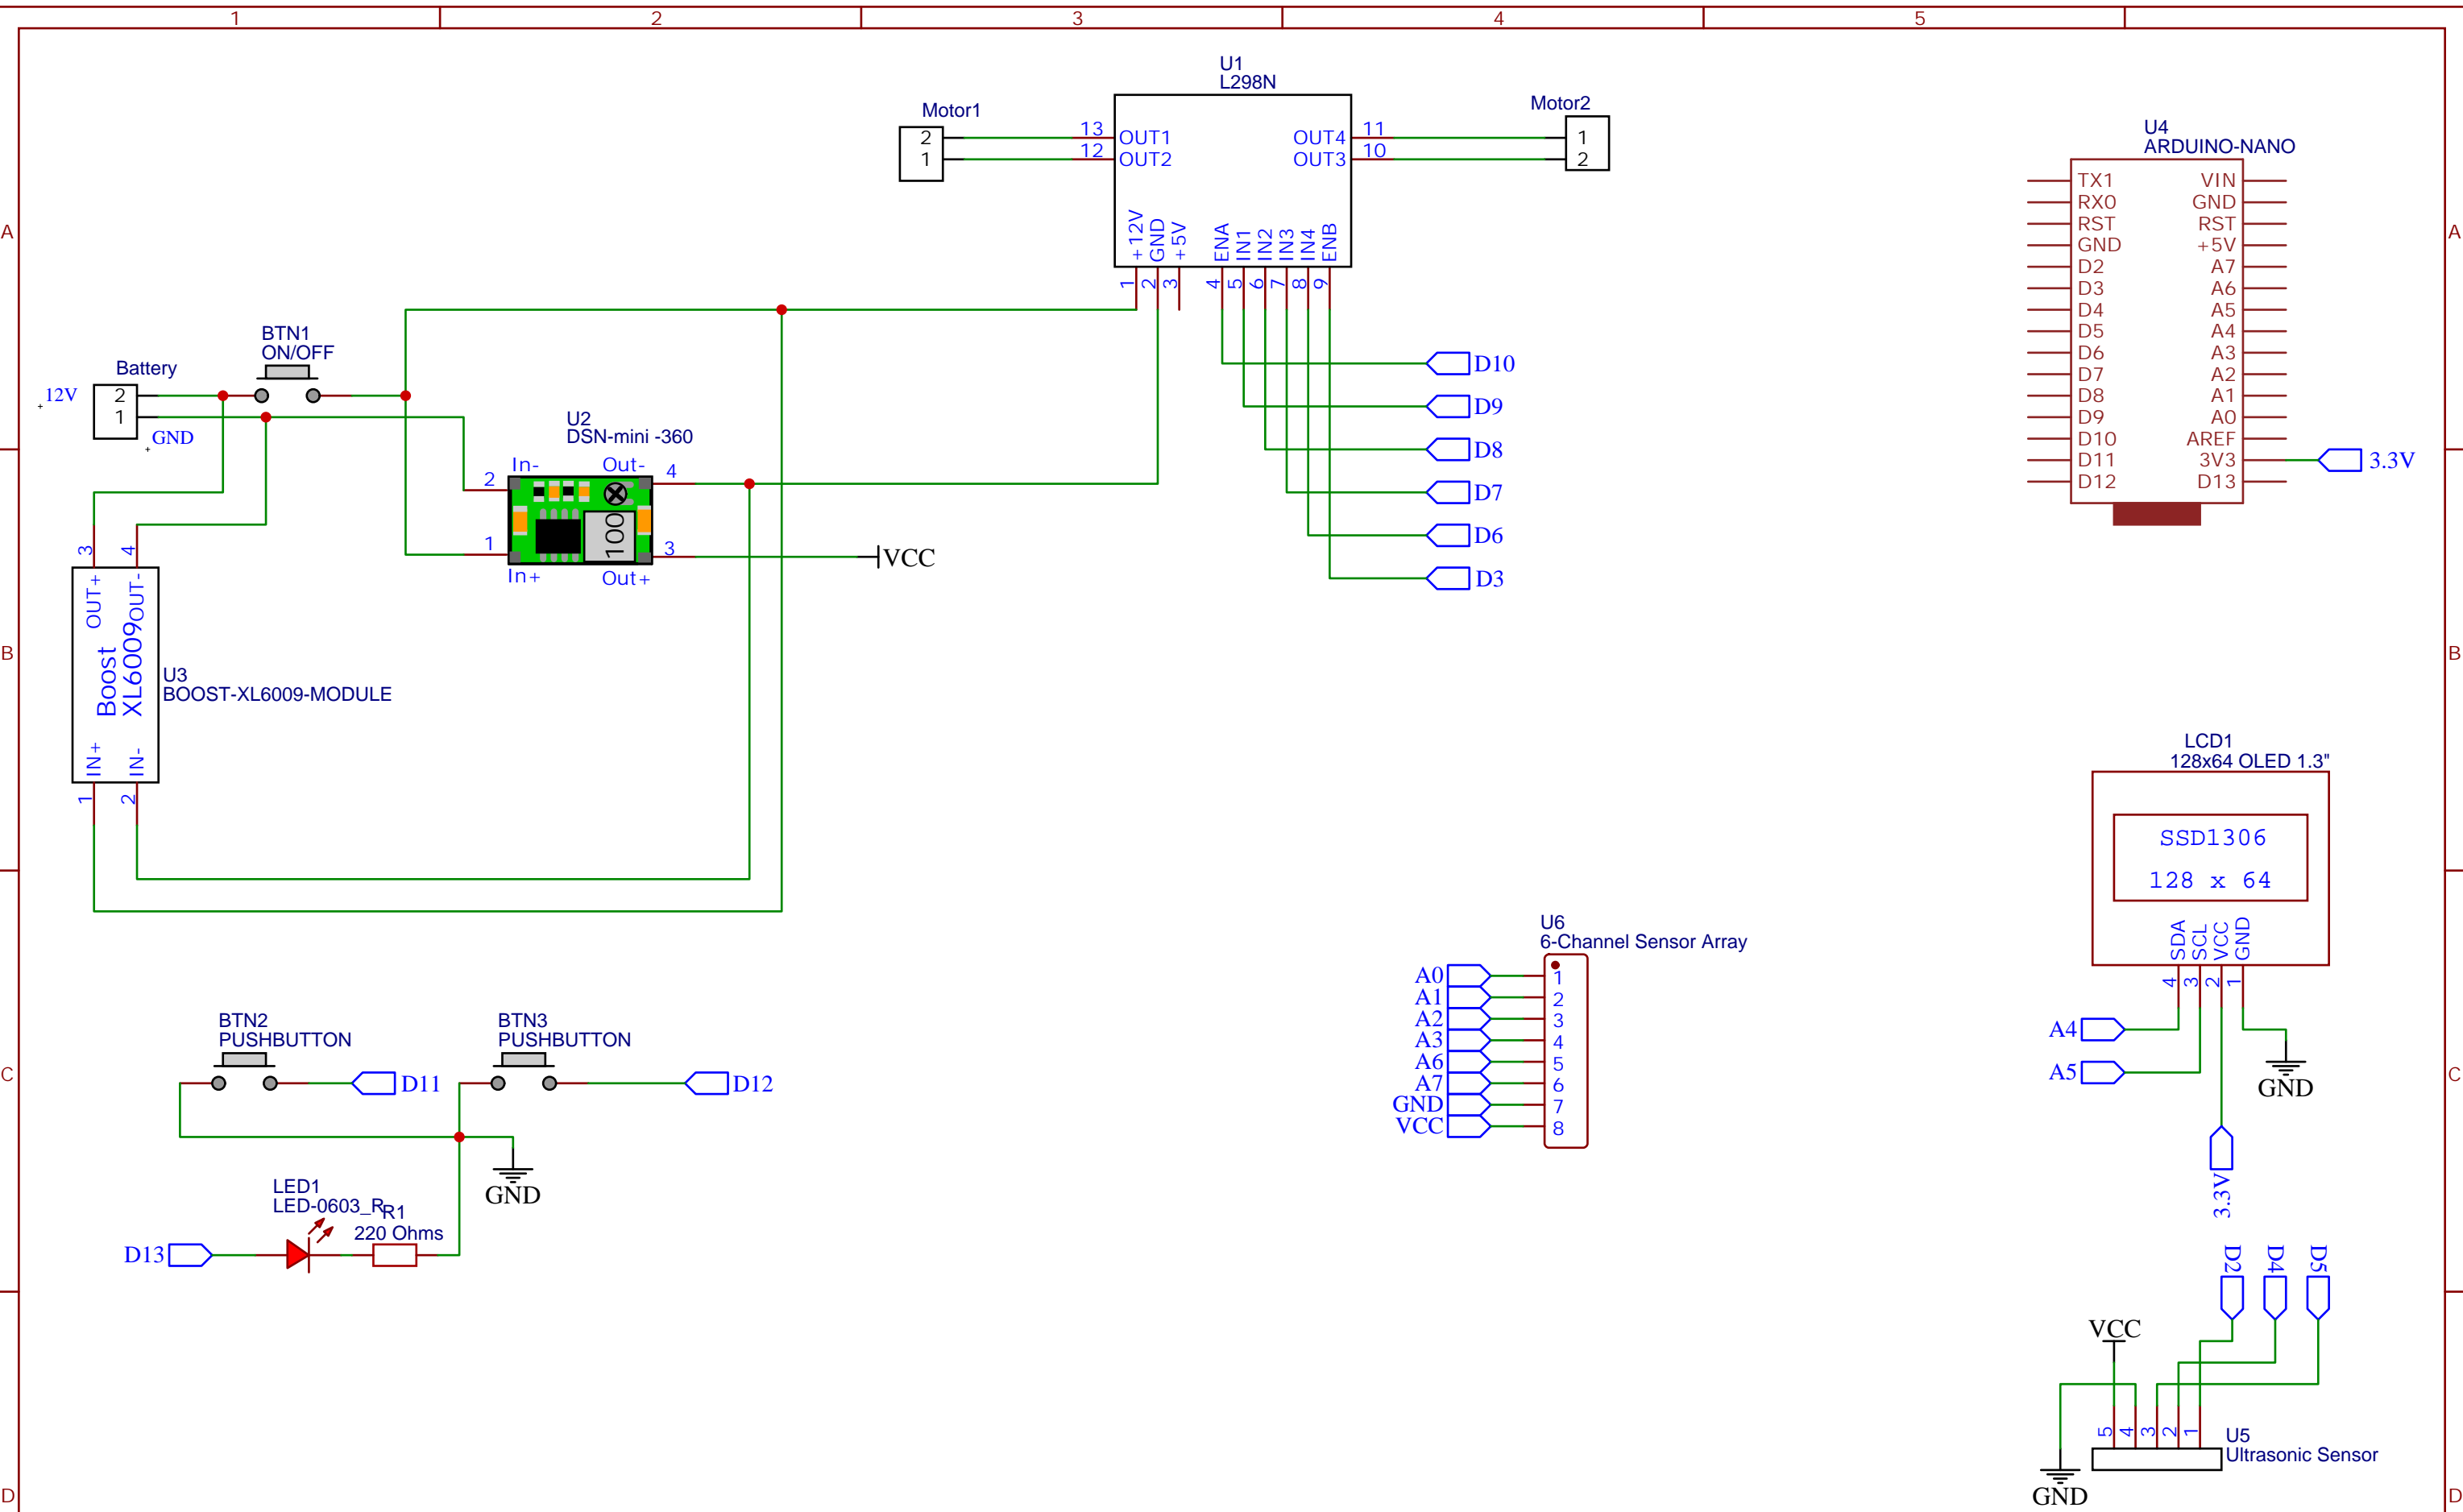 1
2
3
4
5
A
A
B
B
C
C
D
D
U1
L298N
Motor1
2
1
13
12
OUT1
OUT2
OUT4
OUT3
11
10
Motor2
1
2
+12V
GND
+5V
ENA
IN1
IN2
IN3
IN4
ENB
1
2
3
4
5
6
7
8
9
D10
D9
D8
D7
D6
D3
U4
ARDUINO-NANO
TX1
RX0
RST
GND
D2
D3
D4
D5
D6
D7
D8
D9
D10
D11
D12
VIN
GND
RST
+5V
A7
A6
A5
A4
A3
A2
A1
A0
AREF
3V3
D13
3.3V
BTN1
ON/OFF
Battery
12V
2
1
GND
U2
DSN-mini -360
In-
Out-
2
4
1
3
In+
Out+
100
VCC
3
4
OUT+
OUT-
Boost
XL6009
IN+
IN-
1
2
U3
BOOST-XL6009-MODULE
LCD1
128x64 OLED 1.3"
SSD1306
128 x 64
SDA
SCL
VCC
GND
4
3
2
1
A4
A5
GND
3.3V
U6
6-Channel Sensor Array
A0
A1
A2
A3
A6
A7
GND
VCC
1
2
3
4
5
6
7
8
BTN2
PUSHBUTTON
D11
BTN3
PUSHBUTTON
D12
GND
LED1
LED-0603_R
R1
220 Ohms
D13
D2
D4
D5
VCC
5
4
3
2
1
U5
Ultrasonic Sensor
GND